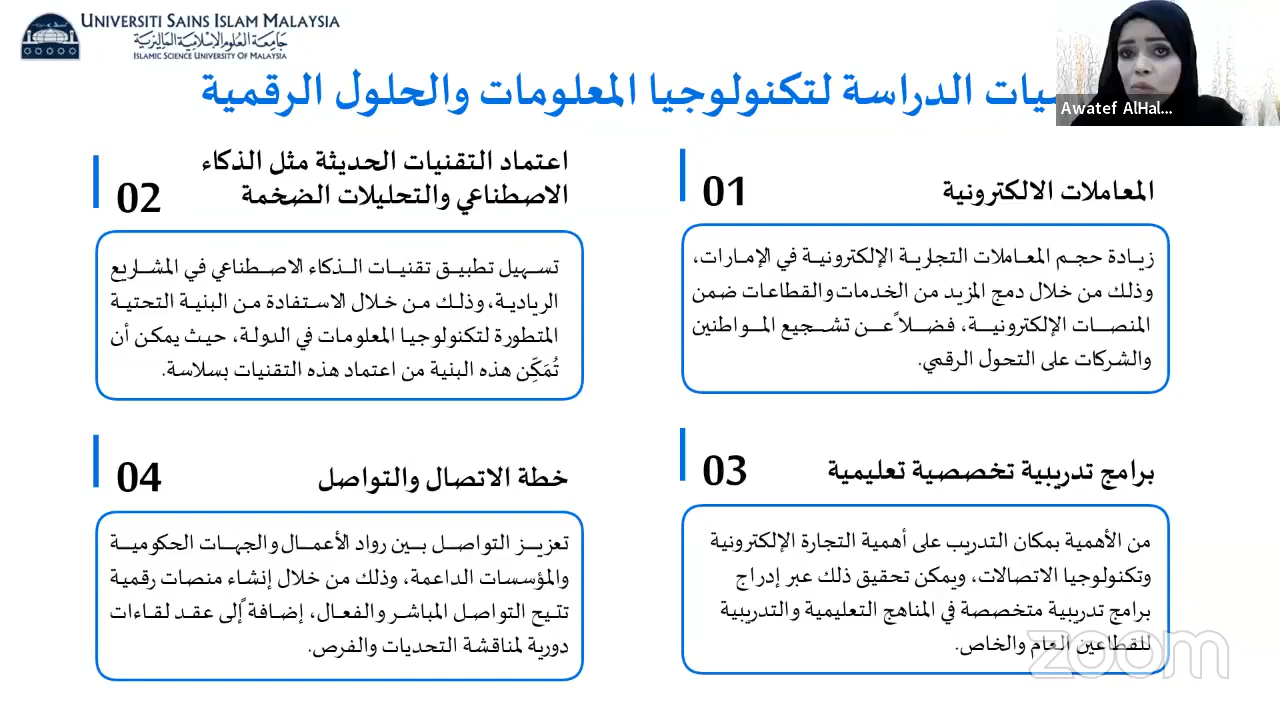 UNIVERSITI SAINS ISLAM MALAYSIA
جامعة العلوم الإسلامية الماليزية
ISLAMIC SCIENCE UNIVERSITY OF MALAYSIA
الدراسة لتكنولوجيا المعلومات والحلول الرقمية
Awatef AlHal...
01
المعاملات الالكترونية
زيادة حجم المعاملات التجارية الإلكترونية في الإمارات،
وذلك من خلال دمج المزيد من الخدمات والقطاعات ضمن
المنصات الإلكترونية، فضلاً عن تشجيع المواطنين
والشركات على التحول الرقمي.
02
اعتماد التقنيات الحديثة مثل الذكاء
الاصطناعي والتحليلات الضخمة
تسهيل تطبيق تقنيات الذكاء الاصطناعي في المشاريع
الريادية، وذلك من خلال الاستفادة من البنية التحتية
المتطورة لتكنولوجيا المعلومات في الدولة، حيث يمكن أن
تُمَكِّن هذه البنية من اعتماد هذه التقنيات بسلاسة.
03
برامج تدريبية تخصصية تعليمية
من الأهمية بمكان التدريب على أهمية التجارة الإلكترونية
وتكنولوجيا الاتصالات، ويمكن تحقيق ذلك عبر إدراج
برامج تدريبية متخصصة في المناهج التعليمية والتدريبية
للقطاعين العام والخاص.
04
خطة الاتصال والتواصل
تعزيز التواصل بين رواد الأعمال والجهات الحكومية
والمؤسسات الداعمة، وذلك من خلال إنشاء منصات رقمية
تتيح التواصل المباشر والفعال، إضافةً إلى عقد لقاءات
دورية لمناقشة التحديات والفرص.
zoom